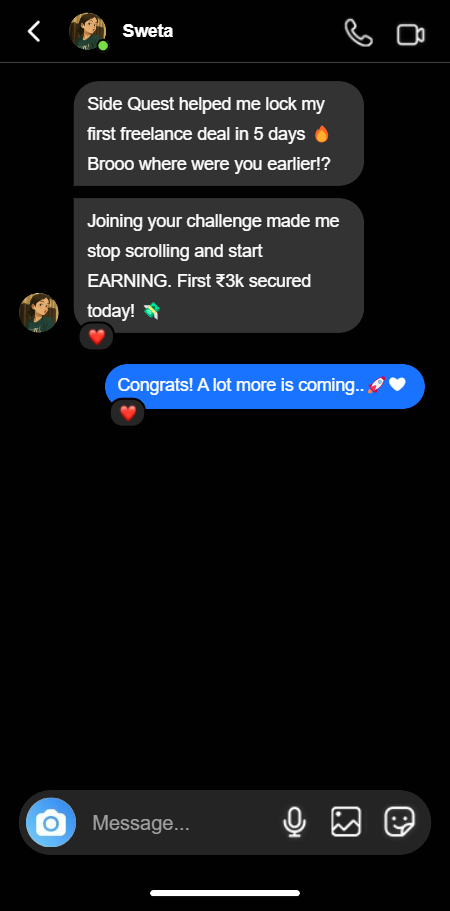 Sweta
Side Quest helped me lock my
first freelance deal in 5 days 🔥
Brooo where were you earlier!?
Joining your challenge made me
stop scrolling and start
EARNING. First ₹3k secured
today! 💸
❤️
Congrats! A lot more is coming..🚀🤍
❤️
Message...